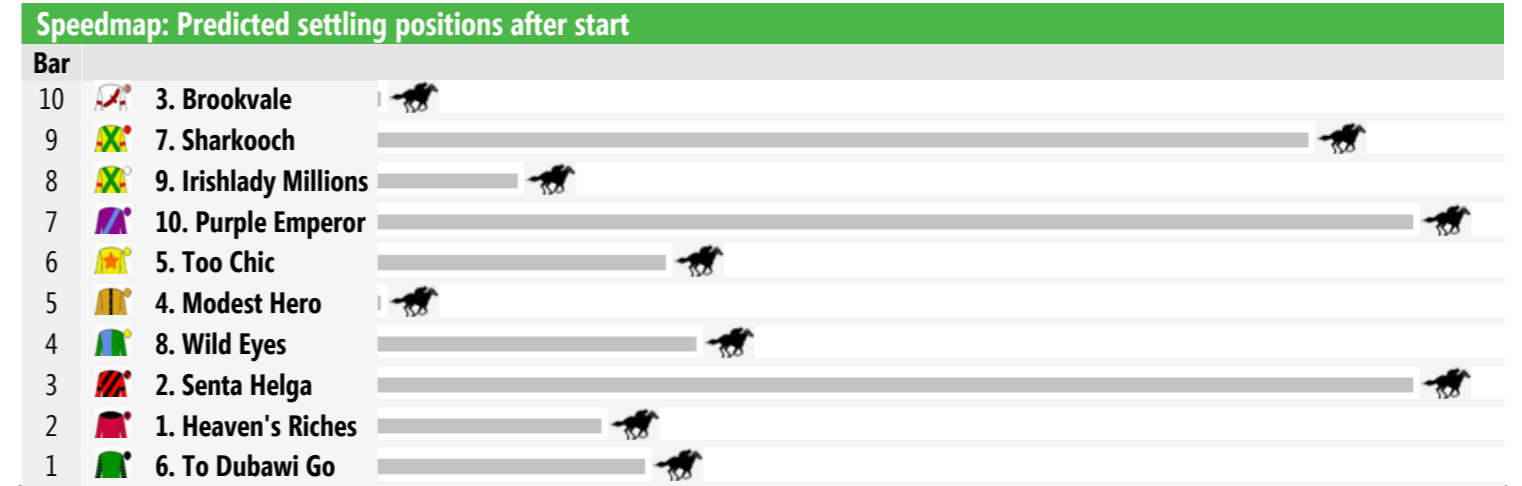 Speedmap: Predicted settling positions after start
Bar
10 3. Brookvale
9 7. Sharkooch
8 9. Irishlady Millions
7 10. Purple Emperor
6 5. Too Chic
5 4. Modest Hero
4 8. Wild Eyes
3 2. Senta Helga
2 1. Heaven's Riches
1 6. To Dubawi Go